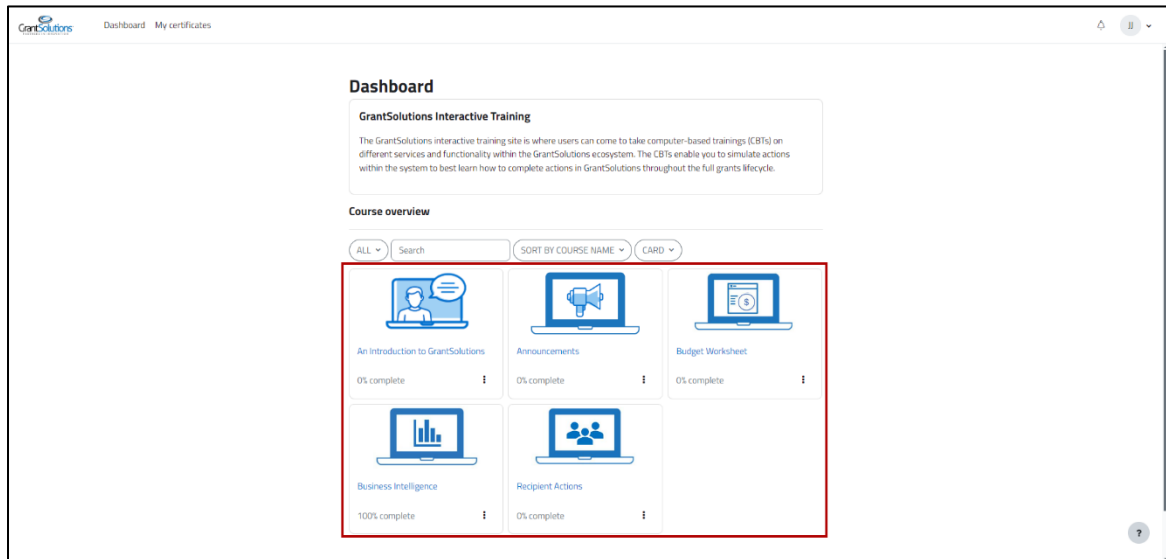 GrantSolutions Dashboard My certificates JJ
Dashboard
GrantSolutions Interactive Training
The GrantSolutions interactive training site is where users can come to take computer-based trainings (CBTs) on
different services and functionality within the GrantSolutions ecosystem. The CBTs enable you to simulate actions
within the system to best learn how to complete actions in GrantSolutions throughout the full grants lifecycle.
Course overview
ALL Search SORT BY COURSE NAME CARD
$
An Introduction to GrantSolutions Announcements Budget Worksheet
0% complete 0% complete 0% complete
Business Intelligence Recipient Actions
100% complete 0% complete
?